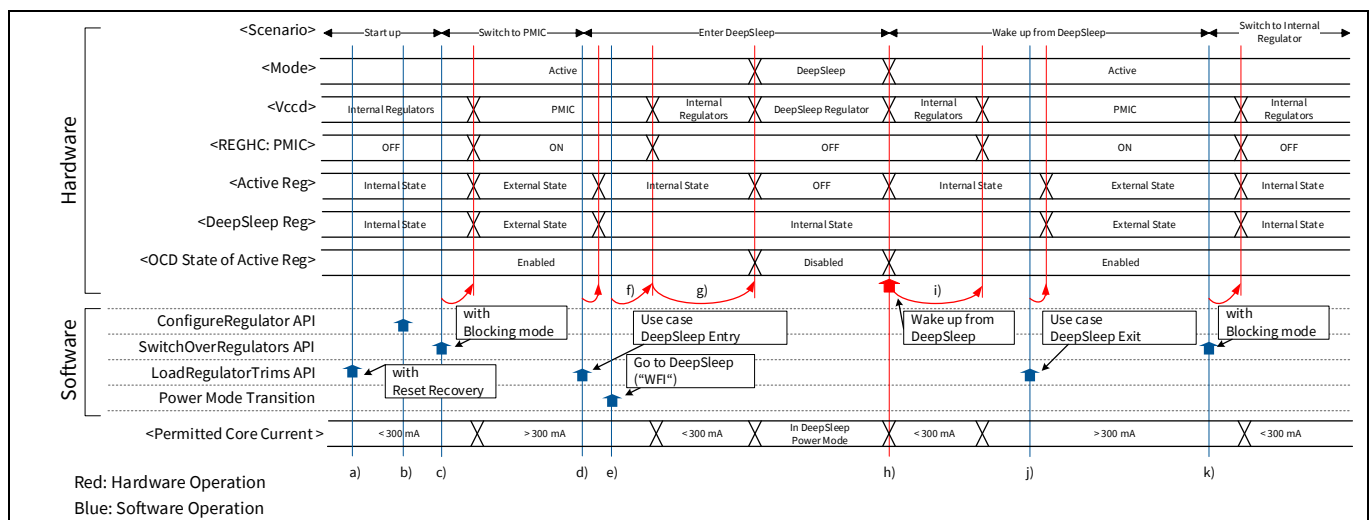 <Scenario>
Start up
Switch to PMIC
Enter DeepSleep
Wake up from DeepSleep
Switch to Internal
Regulator
<Mode>
Active
DeepSleep
Active
<Vccd>
Internal Regulators
PMIC
Internal
Regulators
DeepSleep Regulator
Internal
Regulators
PMIC
Internal
Regulators
<REGHC: PMIC>
OFF
ON
OFF
ON
OFF
<Active Reg>
Internal State
External State
Internal State
OFF
Internal State
External State
Internal State
<DeepSleep Reg>
Internal State
External State
Internal State
External State
Internal State
<OCD State of Active Reg>
Enabled
Disabled
Enabled
Hardware
f)
g)
i)
Software
ConfigureRegulator API
SwitchOverRegulators API
LoadRegulatorTrims API
Power Mode Transition
with
Blocking mode
with
Reset Recovery
Use case
DeepSleep Entry
Go to DeepSleep
("WFI“)
Wake up from
DeepSleep
Use case
DeepSleep Exit
with
Blocking mode
<Permitted Core Current >
< 300 mA
> 300 mA
< 300 mA
In DeepSleep
Power Mode
< 300 mA
> 300 mA
< 300 mA
a)
b)
c)
d)
e)
h)
j)
k)
Red: Hardware Operation
Blue: Software Operation